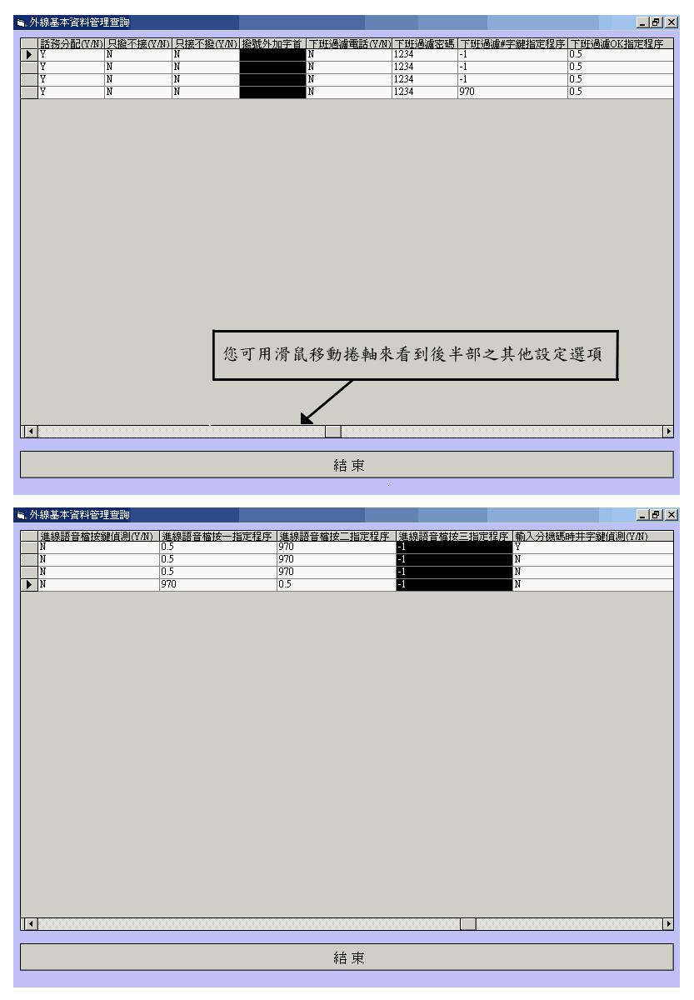 外線基本資料管理查詢
話務分配(Y/N) 只撥不接(Y/N) 只接不撥(Y/N) 撥號外加字首 下班過濾電話(Y/N) 下班過濾密碼 下班過濾#字鍵指定程序 下班過濾OK指定程序
Y N N N 1234 -1 0.5
Y N N N 1234 -1 0.5
Y N N N 1234 -1 0.5
Y N N N 1234 970 0.5
您可用滑鼠移動捲軸來看到後半部之其他設定選項
結束
外線基本資料管理查詢
進線語音檔按鍵偵測(Y/N) 進線語音檔按一指定程序 進線語音檔按二指定程序 進線語音檔按三指定程序 輸入分機碼時井字鍵偵測(Y/N)
N 0.5 970 -1 Y
N 0.5 970 -1 N
N 0.5 970 -1 N
N 970 0.5 -1 N
結束